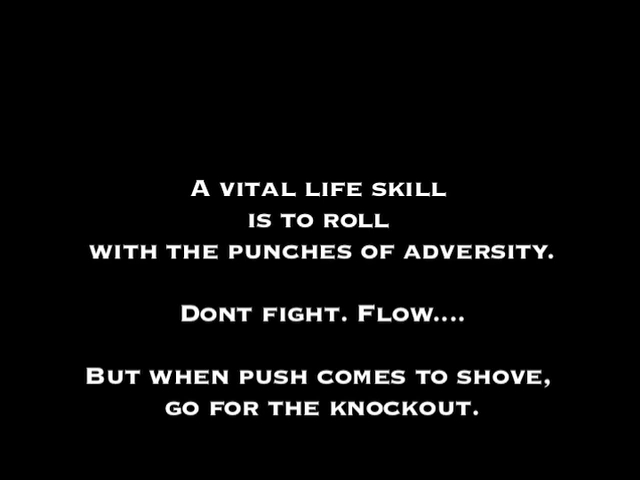 A vital life skill
is to roll
with the punches of adversity.
Dont fight. Flow....
But when push comes to shove,
go for the knockout.